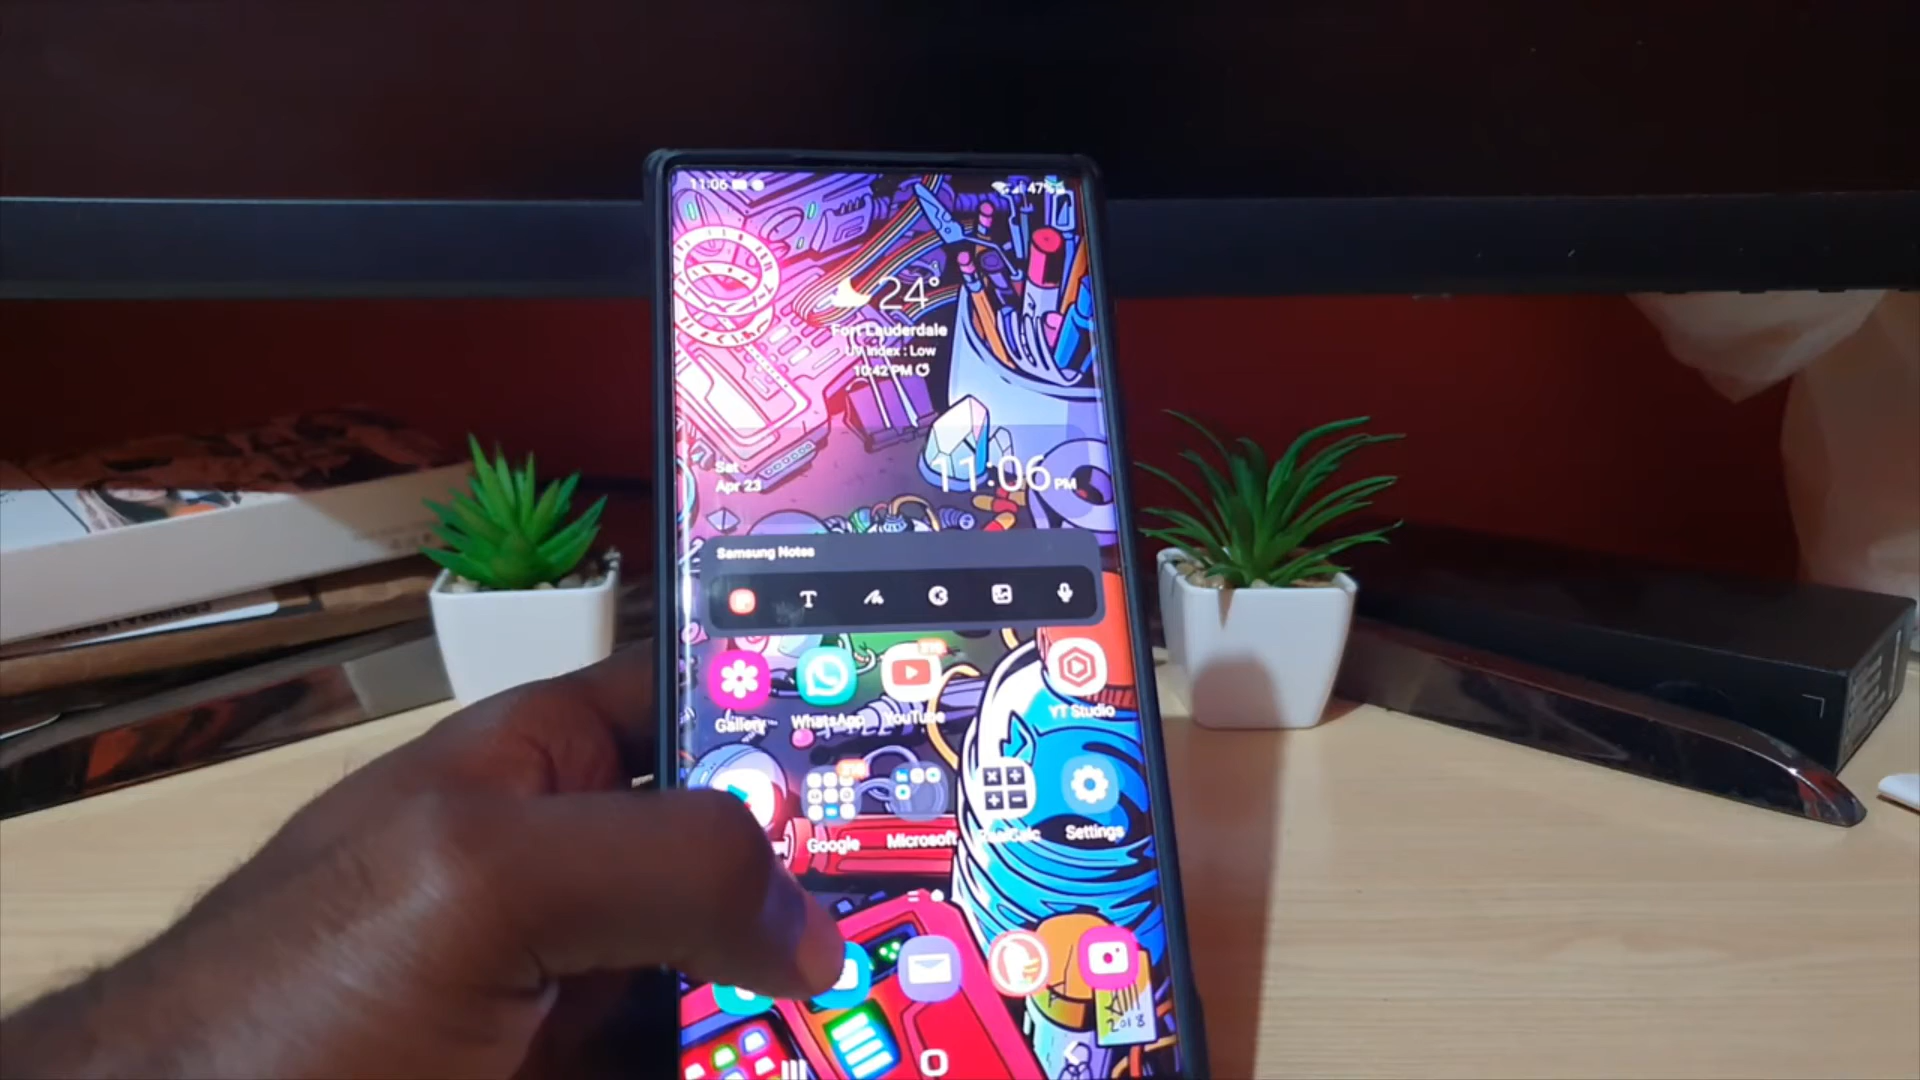 11:06
47%
24°
Fort Lauderdale
UV Index : Low
10:42 PM
Sat
Apr 23
11:06 PM
Samsung Notes
T
Gallery
WhatsApp
YouTube
YT Studio
Google
Microsoft
Settings
2018